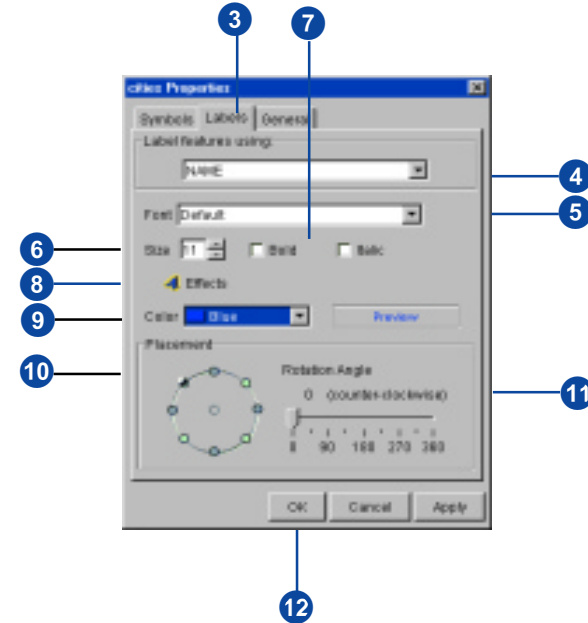 3
7
cities Properties
Symbols Labels General
Label features using:
NAME
4
Font Default
5
6
Size 11 Bold Italic
8
Effects
9
Color Blue Preview
Placement
10
Rotation Angle
0 (counter-clockwise)
11
0 90 180 270 360
OK Cancel Apply
12